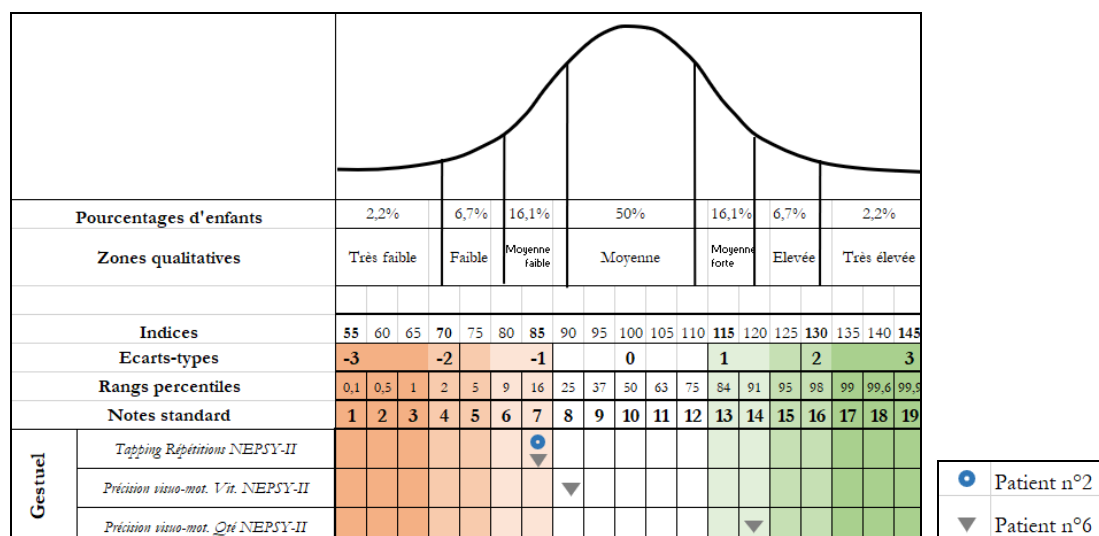 Pourcentages d'enfants 2,2% 6,7% 16,1% 50% 16,1% 6,7% 2,2%
Zones qualitatives Très faible Faible Moyenne faible Moyenne Moyenne forte Elevée Très élevée
Indices 55 60 65 70 75 80 85 90 95 100 105 110 115 120 125 130 135 140 145
Ecarts-types -3 -2 -1 0 1 2 3
Rangs percentiles 0,1 0,5 1 2 5 9 16 25 37 50 63 75 84 91 95 98 99 99,6 99,9
Notes standard 1 2 3 4 5 6 7 8 9 10 11 12 13 14 15 16 17 18 19
Gestuel
Tapping Répétitions NEPSY-II
Précision visuo-mot. Vit. NEPSY-II
Précision visuo-mot. Qté NEPSY-II
Patient n°2
Patient n°6